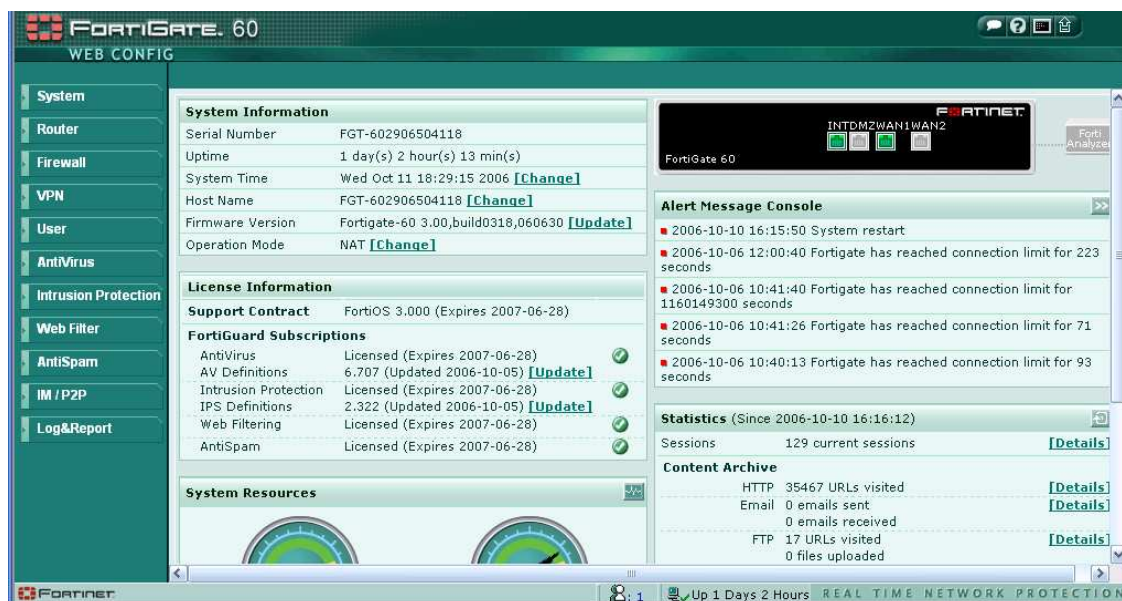 FORTIGATE. 60
WEB CONFIG
System
Router
Firewall
VPN
User
AntiVirus
Intrusion Protection
Web Filter
AntiSpam
IM / P2P
Log&Report
System Information
Serial Number FGT-602906504118
Uptime 1 day(s) 2 hour(s) 13 min(s)
System Time Wed Oct 11 18:29:15 2006 [Change]
Host Name FGT-602906504118 [Change]
Firmware Version Fortigate-60 3.00,build0318,060630 [Update]
Operation Mode NAT [Change]
License Information
Support Contract FortiOS 3.000 (Expires 2007-06-28)
FortiGuard Subscriptions
AntiVirus Licensed (Expires 2007-06-28)
AV Definitions 6.707 (Updated 2006-10-05) [Update]
Intrusion Protection Licensed (Expires 2007-06-28)
IPS Definitions 2.322 (Updated 2006-10-05) [Update]
Web Filtering Licensed (Expires 2007-06-28)
AntiSpam Licensed (Expires 2007-06-28)
System Resources
FORTINET.
INTDMZWAN1WAN2
FortiGate 60
Forti
Analyzer
Alert Message Console
2006-10-10 16:15:50 System restart
2006-10-06 12:00:40 Fortigate has reached connection limit for 223
seconds
2006-10-06 10:41:40 Fortigate has reached connection limit for
1160149300 seconds
2006-10-06 10:41:26 Fortigate has reached connection limit for 71
seconds
2006-10-06 10:40:13 Fortigate has reached connection limit for 93
seconds
Statistics (Since 2006-10-10 16:16:12)
Sessions 129 current sessions [Details]
Content Archive
HTTP 35467 URLs visited [Details]
Email 0 emails sent [Details]
0 emails received
FTP 17 URLs visited [Details]
0 files uploaded
FORTINET
: 1
Up 1 Days 2 Hours REAL TIME NETWORK PROTECTION